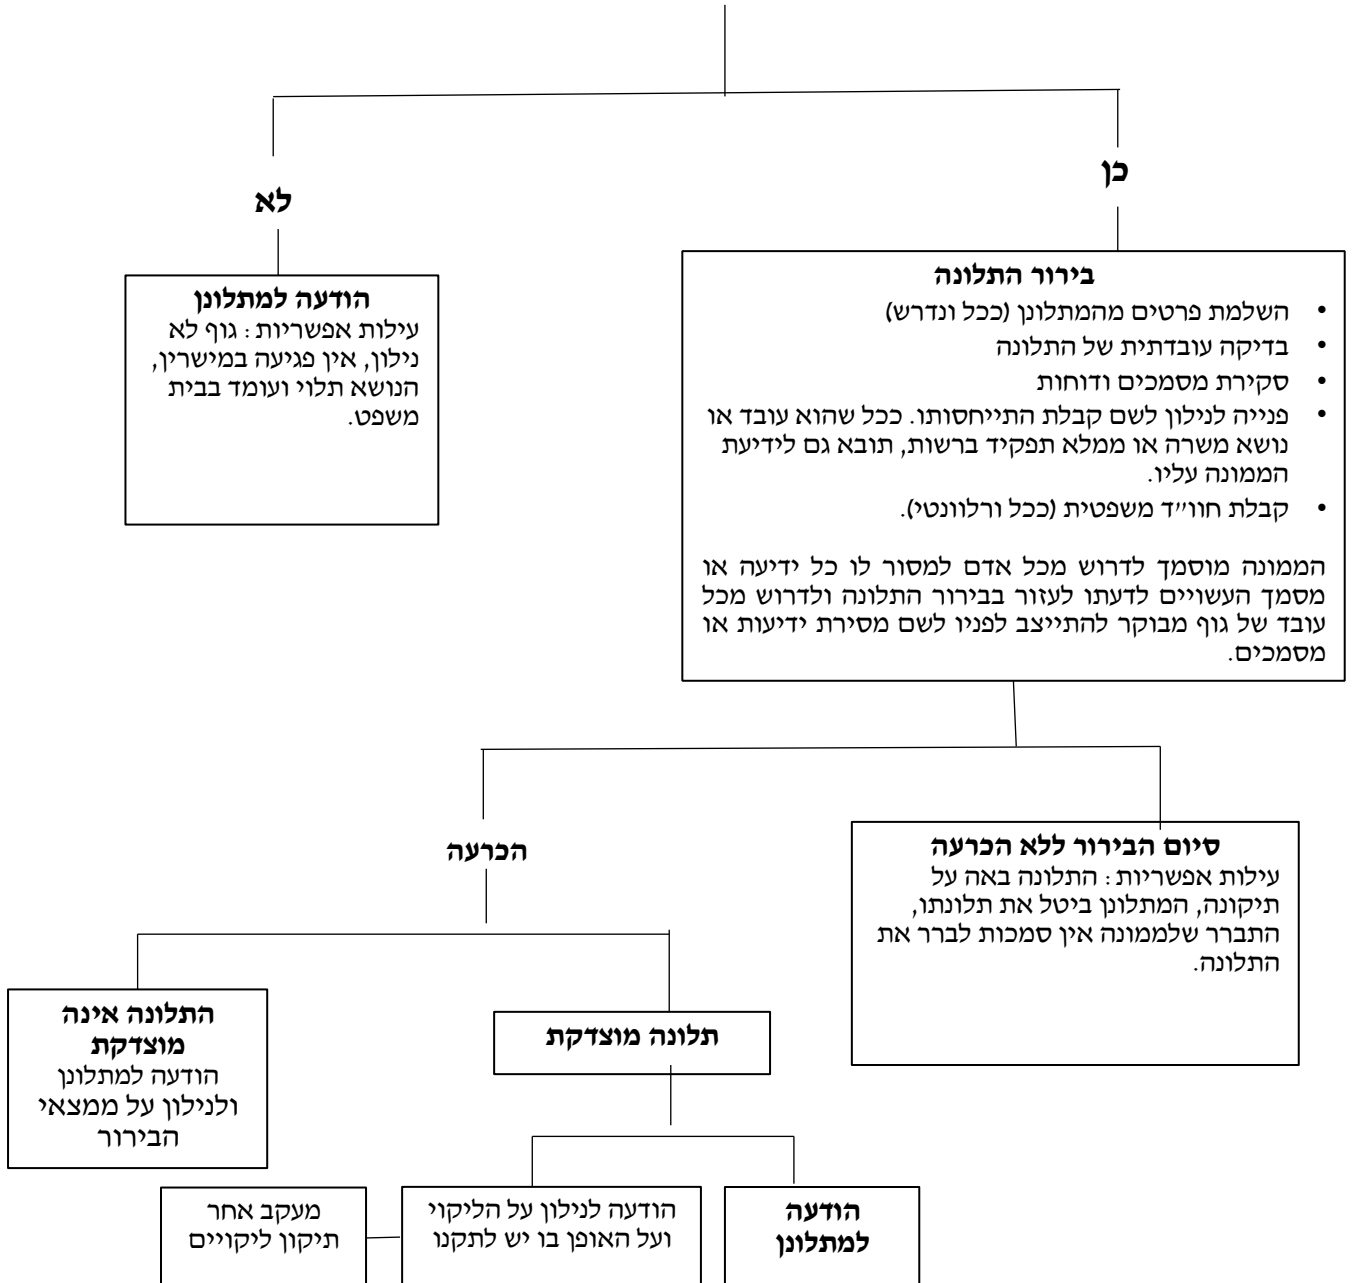 כן
לא
בירור התלונה
• השלמת פרטים מהמתלונן (ככל ונדרש)
• בדיקה עובדתית של התלונה
• סקירת מסמכים ודוחות
• פנייה לנילון לשם קבלת התייחסותו. ככל שהוא עובד או
נושא משרה או ממלא תפקיד ברשות, תובא גם לידיעת
הממונה עליו.
• קבלת חוו״ד משפטית (ככל ורלוונטי).
הממונה מוסמך לדרוש מכל אדם למסור לו כל ידיעה או
מסמך העשויים לדעתו לעזור בבירור התלונה ולדרוש מכל
עובד של גוף מבוקר להתייצב לפניו לשם מסירת ידיעות או
מסמכים.
הודעה למתלונן
עילות אפשריות: גוף לא
נילון, אין פגיעה במישרין,
הנושא תלוי ועומד בבית
משפט.
סיום הבירור ללא הכרעה
עילות אפשריות: התלונה באה על
תיקונה, המתלונן ביטל את תלונתו,
התברר שלממונה אין סמכות לברר את
התלונה.
הכרעה
תלונה מוצדקת
התלונה אינה
מוצדקת
הודעה למתלונן
ולנילון על ממצאי
הבירור
הודעה
למתלונן
הודעה לנילון על הליקוי
ועל האופן בו יש לתקנו
מעקב אחר
תיקון ליקויים